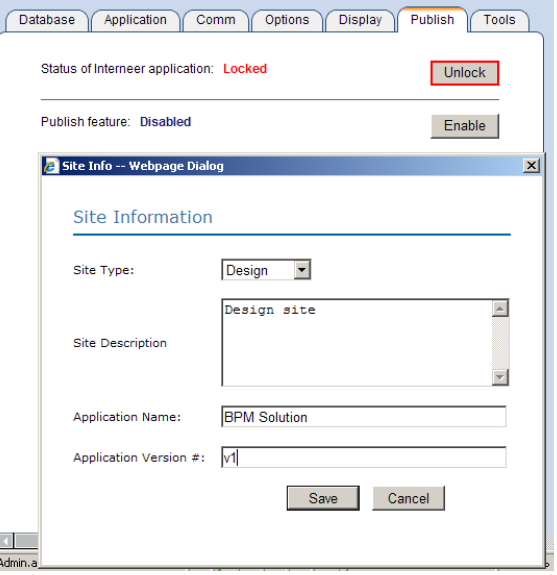 Database Application Comm Options Display Publish Tools
Status of Interneer application: Locked Unlock
Publish feature: Disabled Enable
Site Info -- Webpage Dialog
Site Information
Site Type: Design
Design site
Site Description
Application Name: BPM Solution
Application Version #: v1
Save Cancel